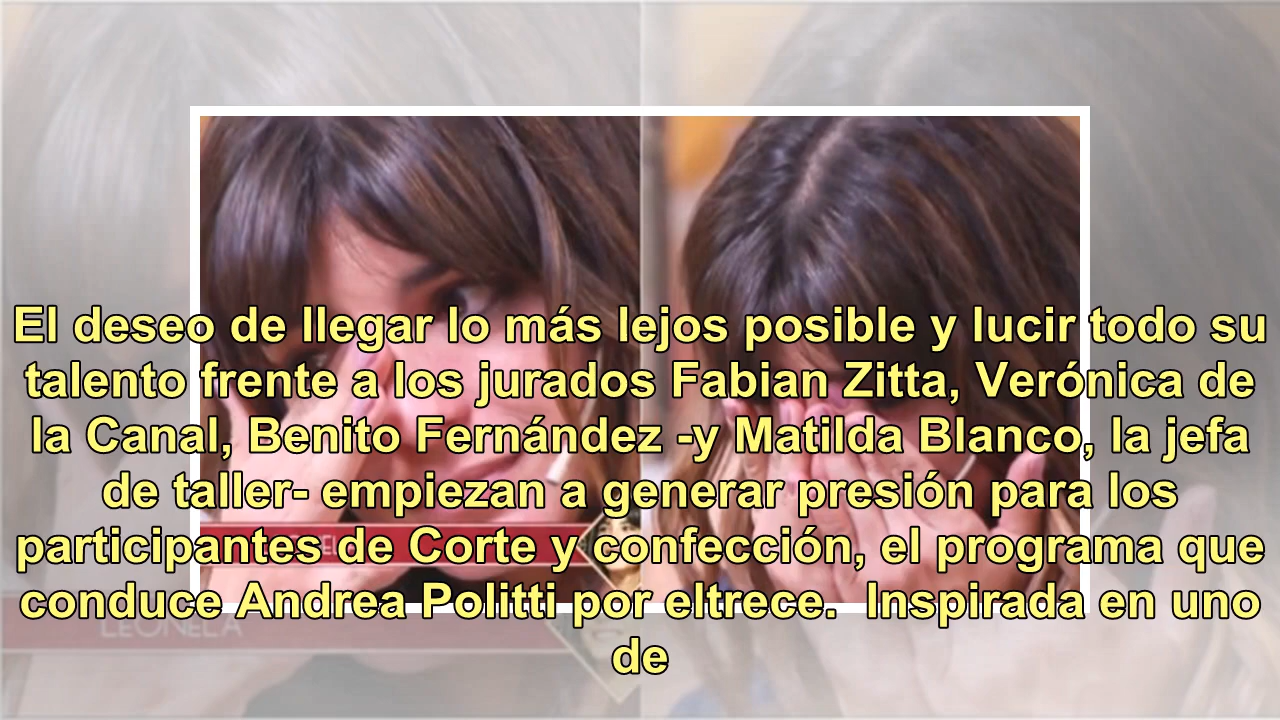 El deseo de llegar lo más lejos posible y lucir todo su
talento frente a los jurados Fabian Zitta, Verónica de
la Canal, Benito Fernández -y Matilda Blanco, la jefa
de taller- empiezan a generar presión para los
participantes de Corte y confección, el programa que
conduce Andrea Politti por eltrece.  Inspirada en uno
de
LEONELA